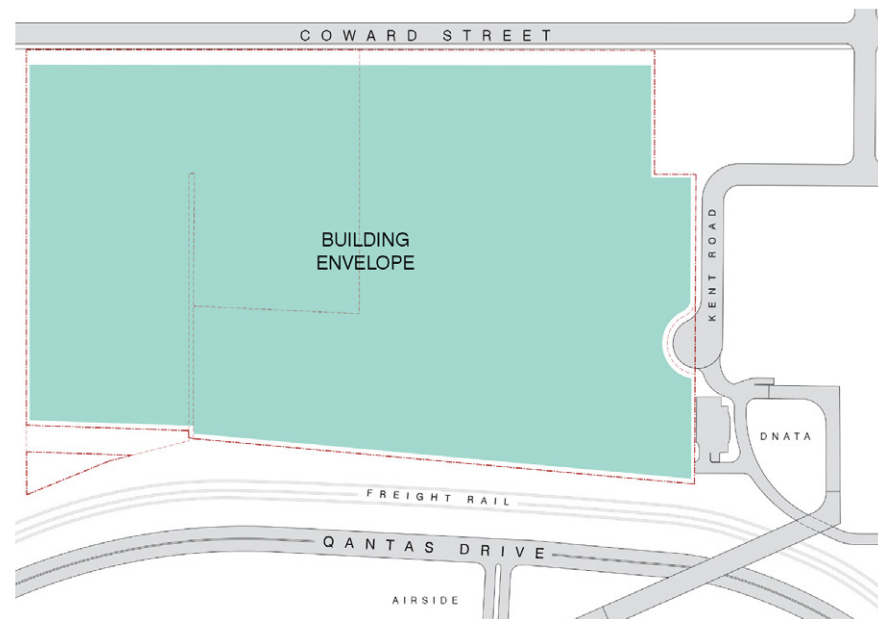 COWARD STREET
BUILDING
ENVELOPE
KENT ROAD
DNATA
FREIGHT RAIL
QANTAS DRIVE
AIRSIDE